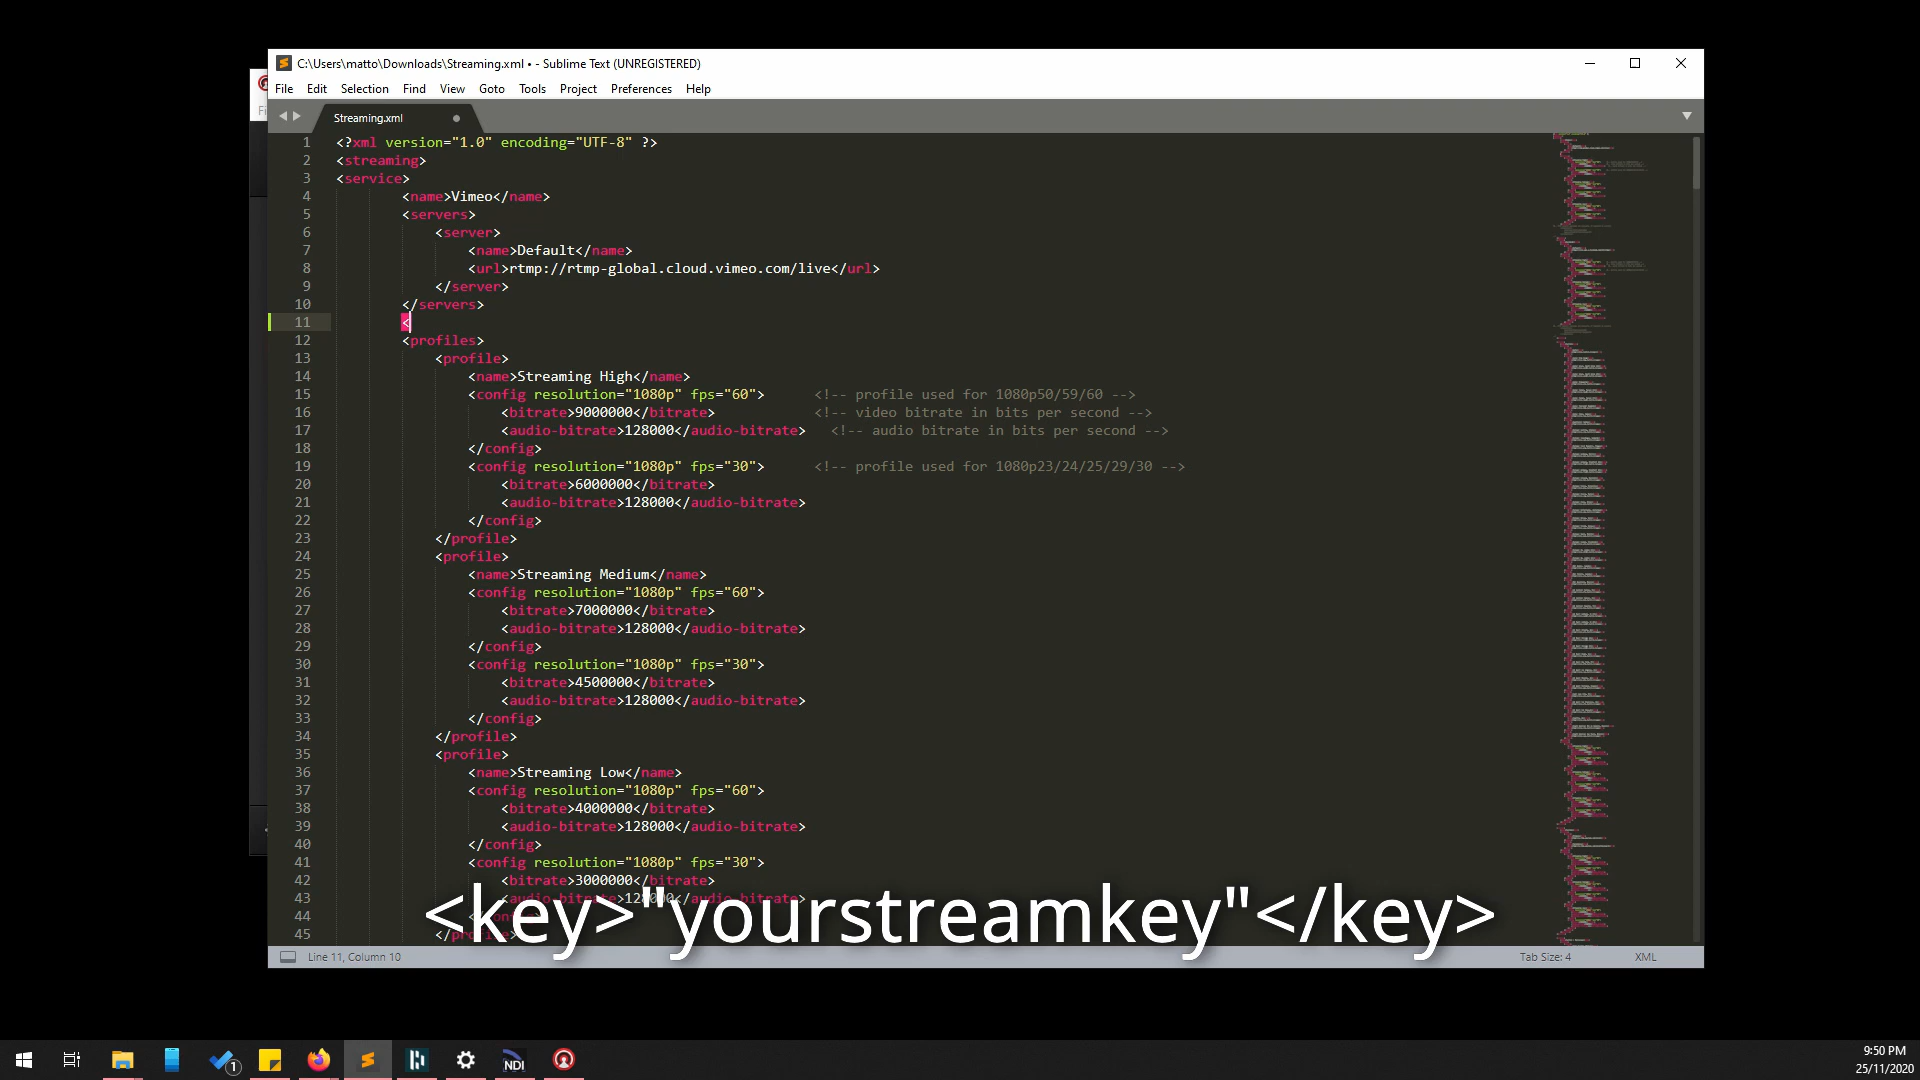 C:\Users\matto\Downloads\Streaming.xml • - Sublime Text (UNREGISTERED)
File Edit Selection Find View Goto Tools Project Preferences Help
Streaming.xml
1 <?xml version="1.0" encoding="UTF-8" ?>
2 <streaming>
3 <service>
4 <name>Vimeo</name>
5 <servers>
6 <server>
7 <name>Default</name>
8 <url>rtmp://rtmp-global.cloud.vimeo.com/live</url>
9 </server>
10 </servers>
11 <
12 <profiles>
13 <profile>
14 <name>Streaming High</name>
15 <config resolution="1080p" fps="60"> <!-- profile used for 1080p50/59/60 -->
16 <bitrate>9000000</bitrate> <!-- video bitrate in bits per second -->
17 <audio-bitrate>128000</audio-bitrate> <!-- audio bitrate in bits per second -->
18 </config>
19 <config resolution="1080p" fps="30"> <!-- profile used for 1080p23/24/25/29/30 -->
20 <bitrate>6000000</bitrate>
21 <audio-bitrate>128000</audio-bitrate>
22 </config>
23 </profile>
24 <profile>
25 <name>Streaming Medium</name>
26 <config resolution="1080p" fps="60">
27 <bitrate>7000000</bitrate>
28 <audio-bitrate>128000</audio-bitrate>
29 </config>
30 <config resolution="1080p" fps="30">
31 <bitrate>4500000</bitrate>
32 <audio-bitrate>128000</audio-bitrate>
33 </config>
34 </profile>
35 <profile>
36 <name>Streaming Low</name>
37 <config resolution="1080p" fps="60">
38 <bitrate>4000000</bitrate>
39 <audio-bitrate>128000</audio-bitrate>
40 </config>
41 <config resolution="1080p" fps="30">
42 <bitrate>3000000</bitrate>
43 <audio-bitrate>128000</audio-bitrate>
44
45 </profile>
<key>"yourstreamkey"</key>
Line 11, Column 10 Tab Size: 4 XML
1 NDI
9:50 PM
25/11/2020